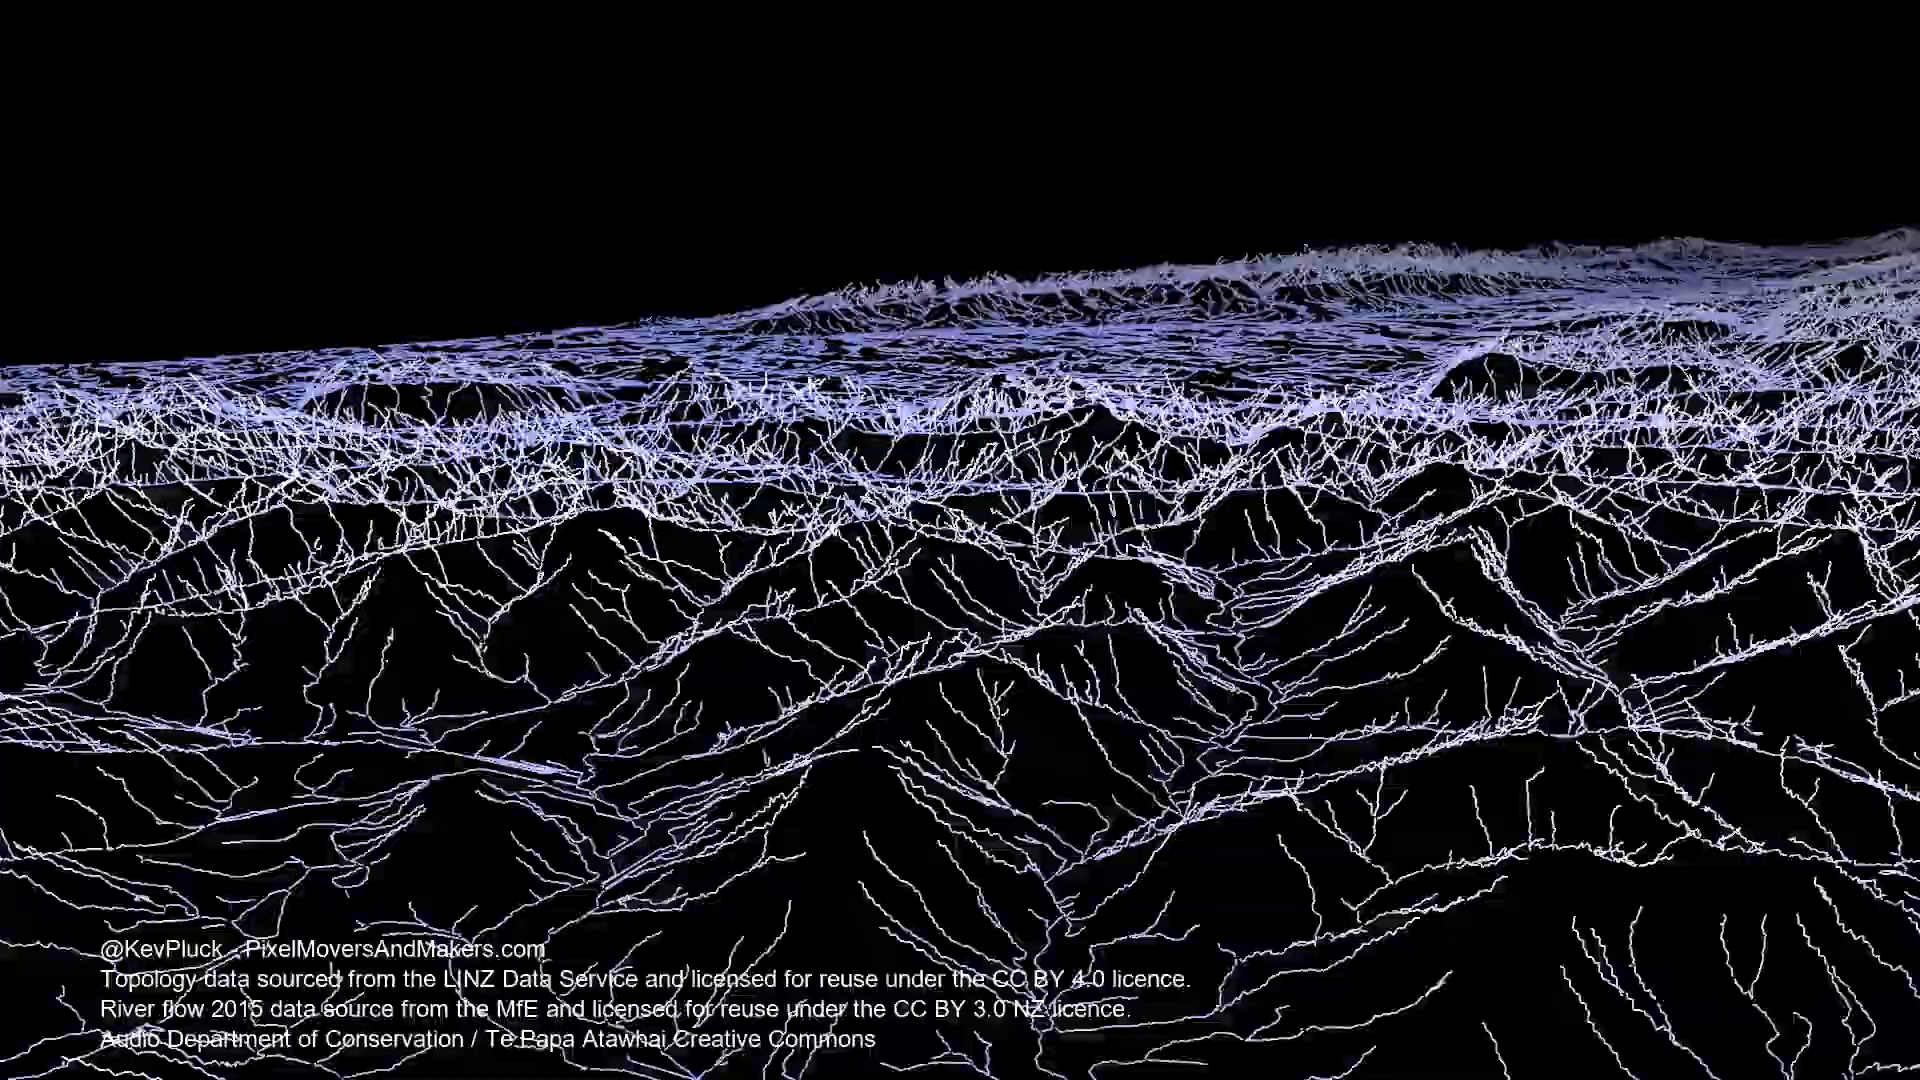 @KevPluck - PixelMoversAndMakers.com
Topology data sourced from the LINZ Data Service and licensed for reuse under the CC BY 4.0 licence.
River flow 2015 data source from the MfE and licensed for reuse under the CC BY 3.0 NZ licence.
Audio Department of Conservation / Te Papa Atawhai Creative Commons